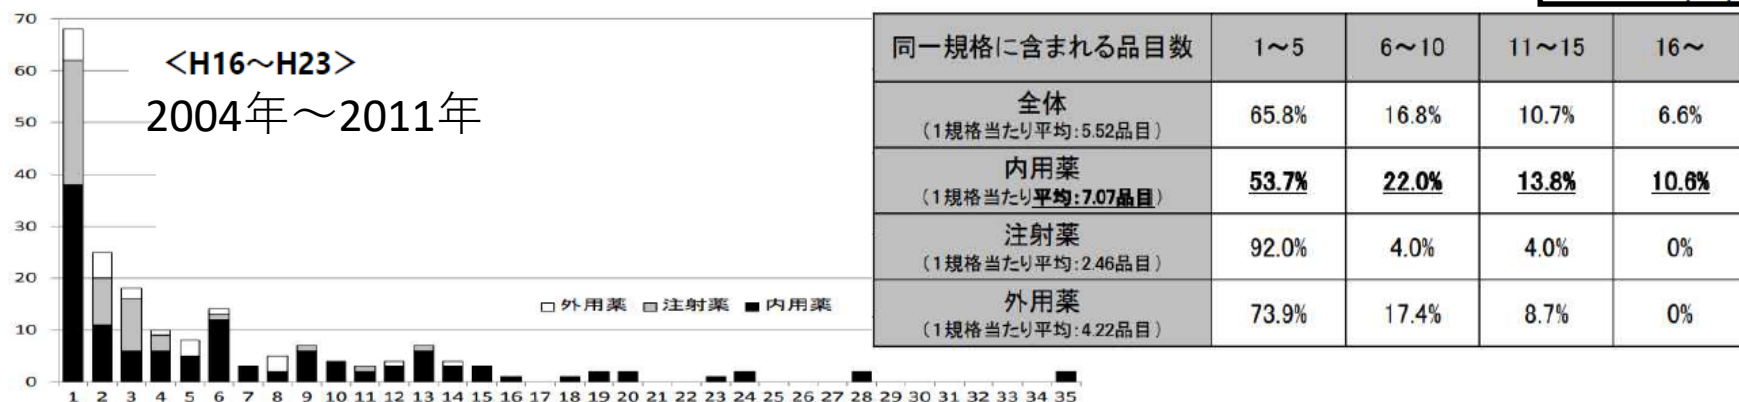 70
60
50
40
30
20
10
0
<H16～H23>
2004年～2011年
□外用薬 ■注射薬 ■内用薬
1 2 3 4 5 6 7 8 9 10 11 12 13 14 15 16 17 18 19 20 21 22 23 24 25 26 27 28 29 30 31 32 33 34 35
同一規格に含まれる品目数 1～5 6～10 11～15 16～
全体
（1規格当たり平均：5.52品目） 65.8% 16.8% 10.7% 6.6%
内用薬
（1規格当たり平均：7.07品目） 53.7% 22.0% 13.8% 10.6%
注射薬
（1規格当たり平均：2.46品目） 92.0% 4.0% 4.0% 0%
外用薬
（1規格当たり平均：4.22品目） 73.9% 17.4% 8.7% 0%